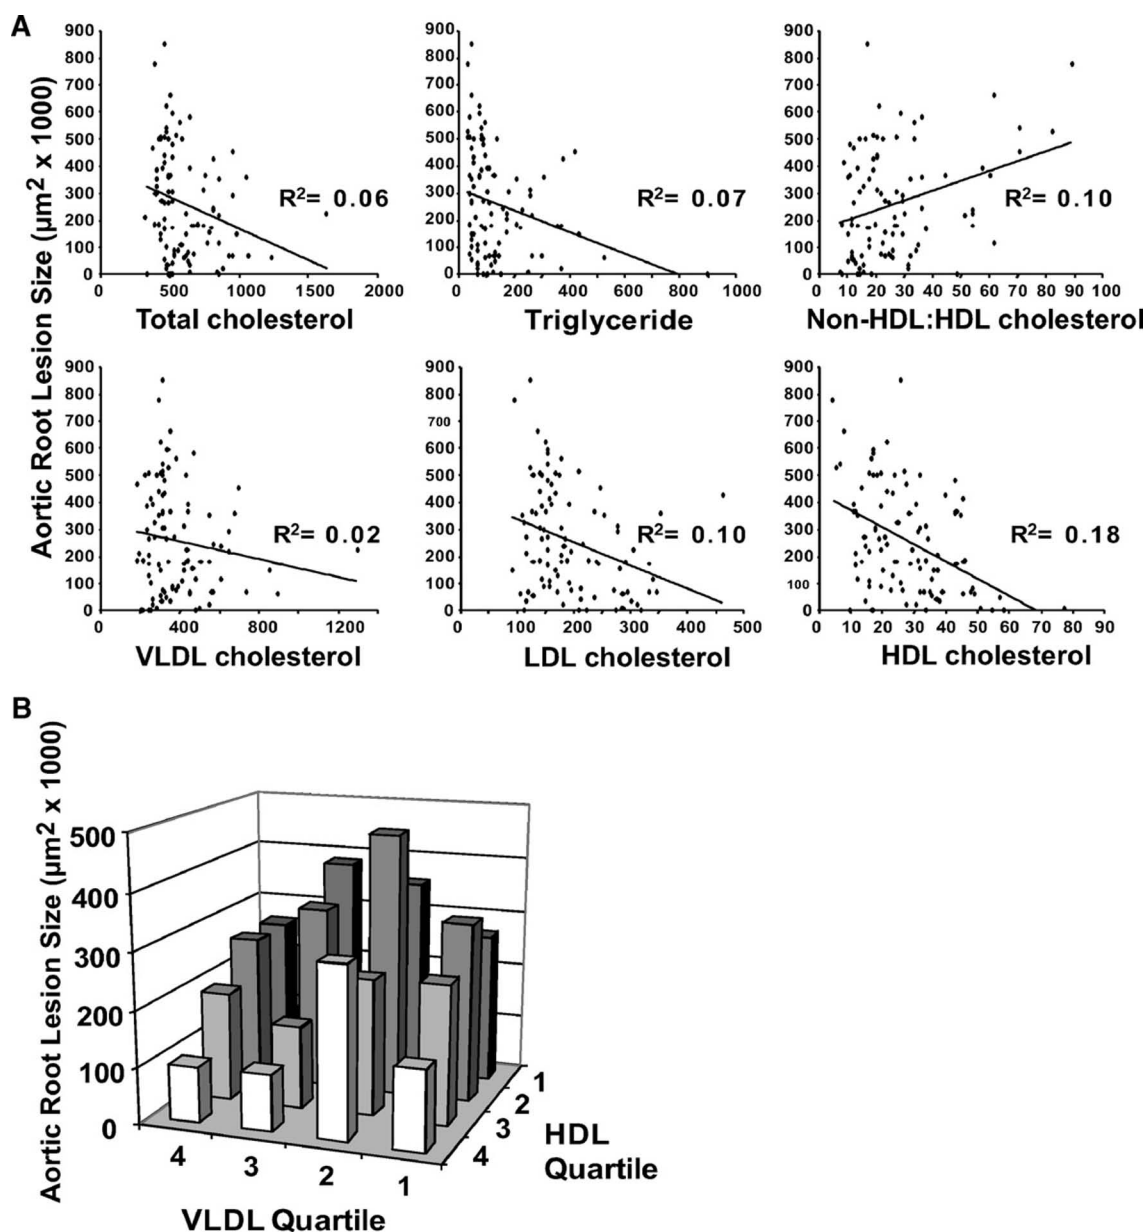 A
Aortic Root Lesion Size (µm² x 1000)
900
800
700
600
500
400
300
200
100
0
R²= 0.06
0 500 1000 1500 2000
Total cholesterol
900
800
700
600
500
400
300
200
100
0
R²= 0.07
0 200 400 600 800 1000
Triglyceride
900
800
700
600
500
400
300
200
100
0
R²= 0.10
0 10 20 30 40 50 60 70 80 90 100
Non-HDL:HDL cholesterol
900
800
700
600
500
400
300
200
100
0
R²= 0.02
0 400 800 1200
VLDL cholesterol
900
800
700
600
500
400
300
200
100
0
R²= 0.10
0 100 200 300 400 500
LDL cholesterol
900
800
700
600
500
400
300
200
100
0
R²= 0.18
0 10 20 30 40 50 60 70 80 90
HDL cholesterol
B
Aortic Root Lesion Size (µm² x 1000)
500
400
300
200
100
0
4 3 2 1
VLDL Quartile
1
2
3
4
HDL
Quartile